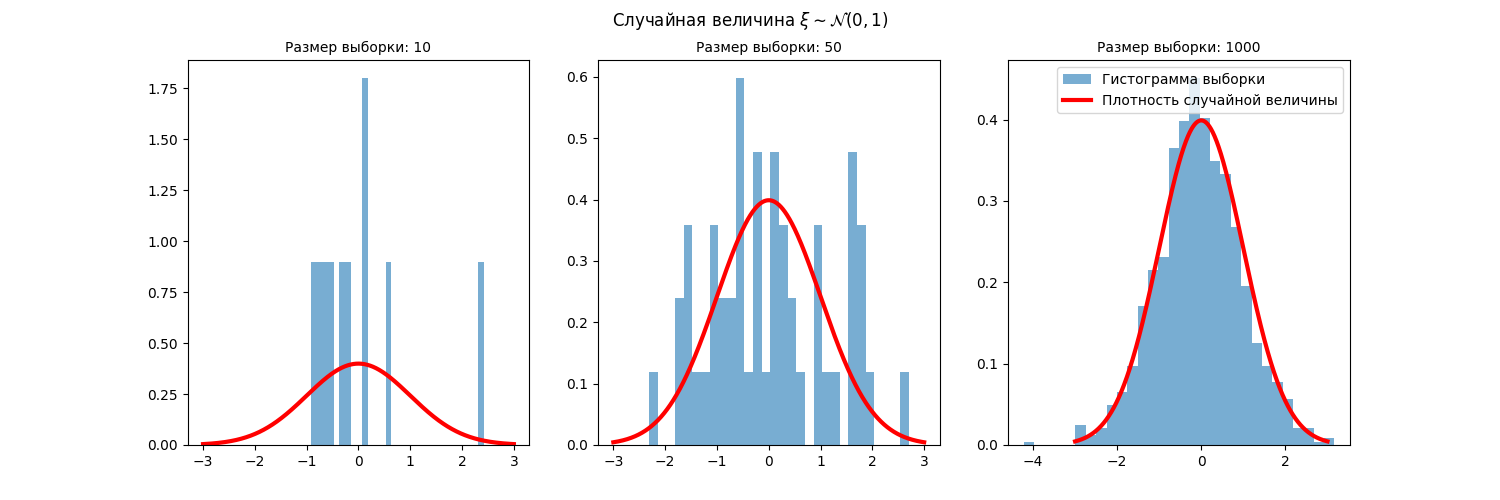 Случайная величина ξ ∼ 𝒩(0, 1)
Размер выборки: 10
1.75
1.50
1.25
1.00
0.75
0.50
0.25
0.00
−3 −2 −1 0 1 2 3
Размер выборки: 50
0.6
0.5
0.4
0.3
0.2
0.1
0.0
−3 −2 −1 0 1 2 3
Размер выборки: 1000
Гистограмма выборки
Плотность случайной величины
0.4
0.3
0.2
0.1
0.0
−4 −2 0 2